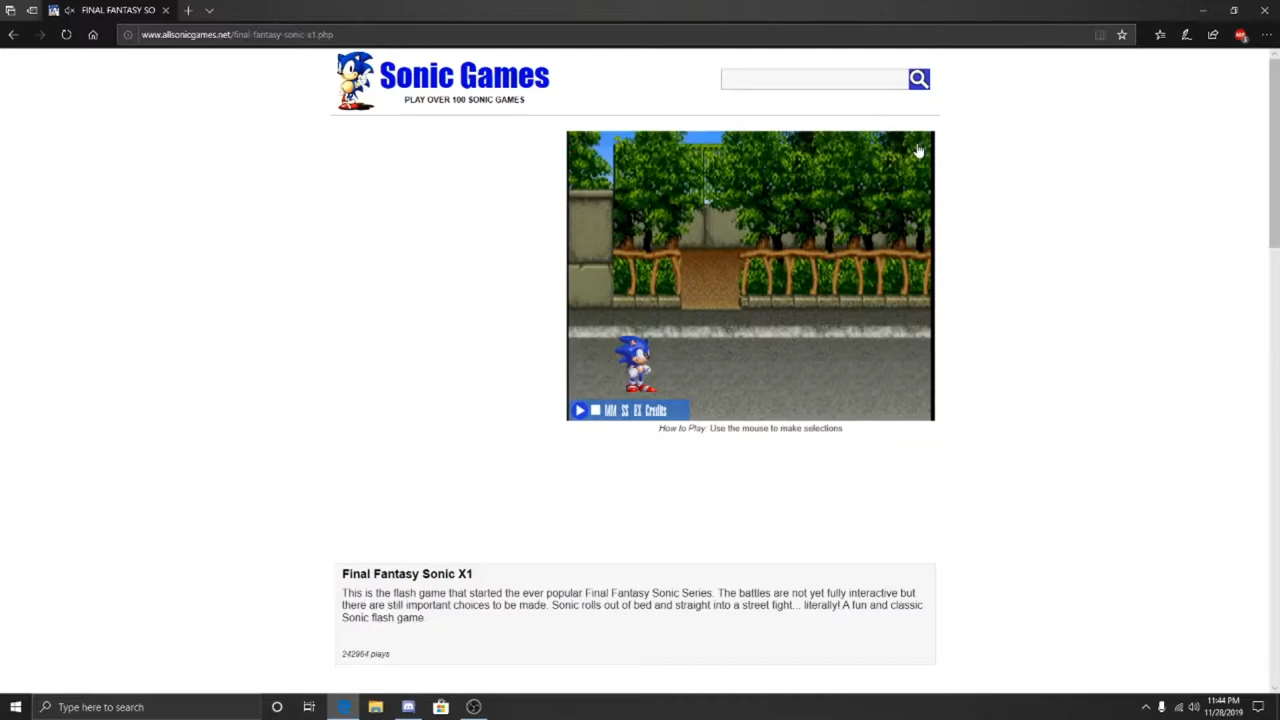 FINAL FANTASY SO
www.allsonicgames.net/final-fantasy-sonic-x1.php
Sonic Games
PLAY OVER 100 SONIC GAMES
MM SS EX Credits
How to Play: Use the mouse to make selections
Final Fantasy Sonic X1
This is the flash game that started the ever popular Final Fantasy Sonic Series. The battles are not yet fully interactive but
there are still important choices to be made. Sonic rolls out of bed and straight into a street fight... literally! A fun and classic
Sonic flash game.
242964 plays
Type here to search
11:44 PM
11/28/2019